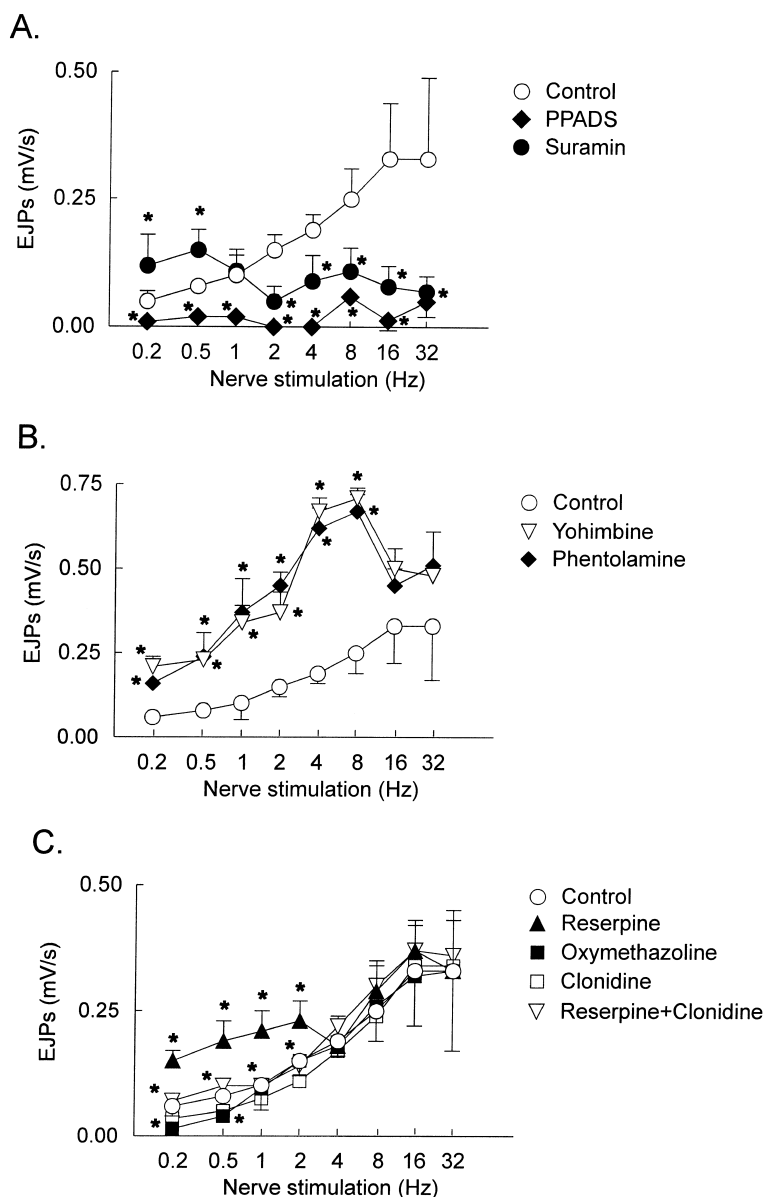 A.
EJPs (mV/s)
0.50
0.25
0.00
0.2 0.5 1 2 4 8 16 32
Nerve stimulation (Hz)
Control
PPADS
Suramin
* * * * * * * * * * * * * *
B.
EJPs (mV/s)
0.75
0.50
0.25
0.00
0.2 0.5 1 2 4 8 16 32
Nerve stimulation (Hz)
Control
Yohimbine
Phentolamine
* * * * * * * * * * * *
C.
EJPs (mV/s)
0.50
0.25
0.00
0.2 0.5 1 2 4 8 16 32
Nerve stimulation (Hz)
Control
Reserpine
Oxymethazoline
Clonidine
Reserpine+Clonidine
* * * * * * * * * *